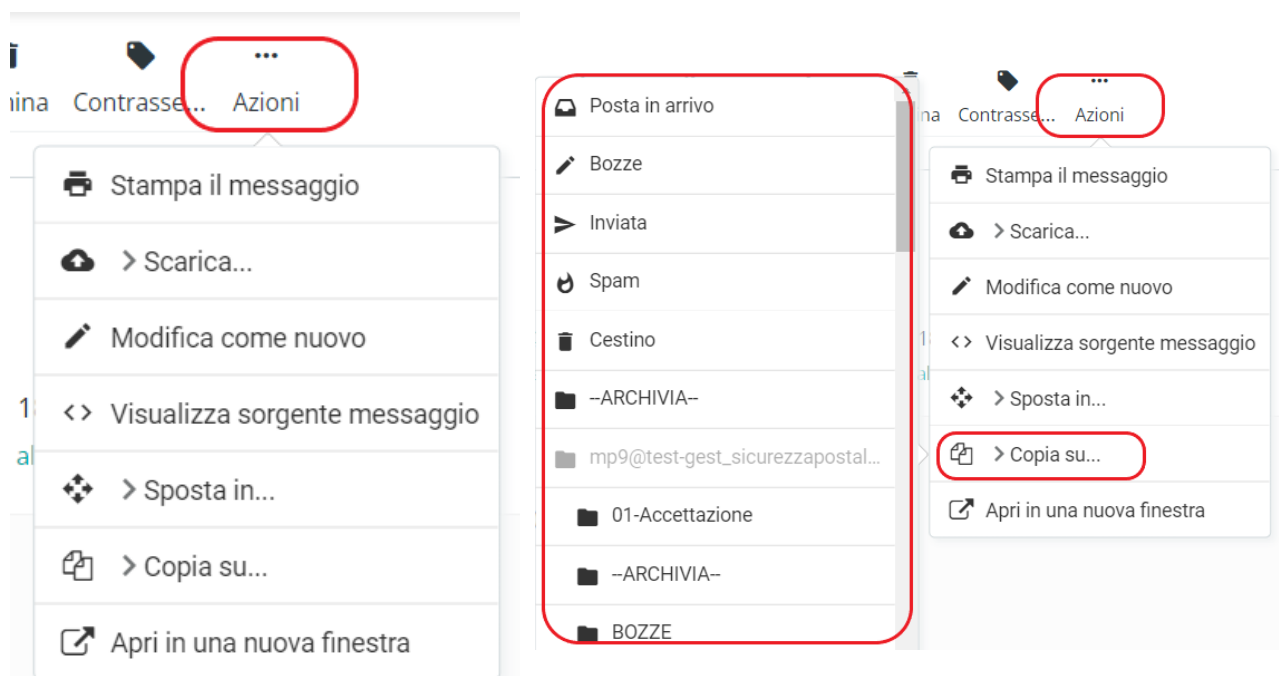 mina Contrasse... Azioni
Stampa il messaggio
> Scarica...
Modifica come nuovo
<> Visualizza sorgente messaggio
> Sposta in...
> Copia su...
Apri in una nuova finestra
Posta in arrivo
Bozze
Inviata
Spam
Cestino
--ARCHIVIA--
mp9@test-gest_sicurezzapostal...
01-Accettazione
--ARCHIVIA--
BOZZE
na Contrasse... Azioni
Stampa il messaggio
> Scarica...
Modifica come nuovo
<> Visualizza sorgente messaggio
> Sposta in...
> Copia su...
Apri in una nuova finestra